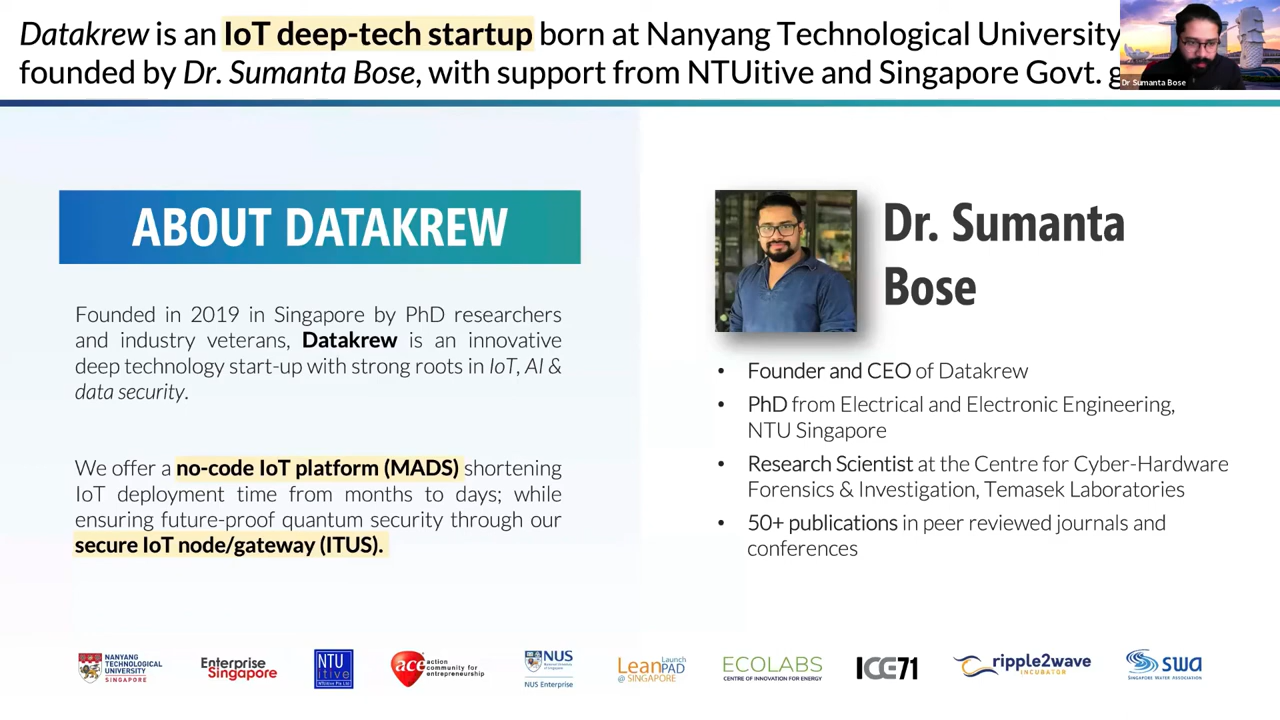 Datakrew is an IoT deep-tech startup born at Nanyang Technological University
founded by Dr. Sumanta Bose, with support from NTUitive and Singapore Govt. g
Dr Sumanta Bose
ABOUT DATAKREW
Founded in 2019 in Singapore by PhD researchers
and industry veterans, Datakrew is an innovative
deep technology start-up with strong roots in IoT, AI &
data security.
We offer a no-code IoT platform (MADS) shortening
IoT deployment time from months to days; while
ensuring future-proof quantum security through our
secure IoT node/gateway (ITUS).
Dr. Sumanta
Bose
• Founder and CEO of Datakrew
• PhD from Electrical and Electronic Engineering,
NTU Singapore
• Research Scientist at the Centre for Cyber-Hardware
Forensics & Investigation, Temasek Laboratories
• 50+ publications in peer reviewed journals and
conferences
NANYANG
TECHNOLOGICAL
UNIVERSITY
SINGAPORE
Enterprise
Singapore
NTU
itive
NTUitive Pte Ltd
ace action
community for
entrepreneurship
NUS
NUS Enterprise
Lean Launch
PAD
@ SINGAPORE
ECOLABS
CENTRE OF INNOVATION FOR ENERGY
ICE71
ripple2wave
INCUBATOR
swa
SINGAPORE WATER ASSOCIATION